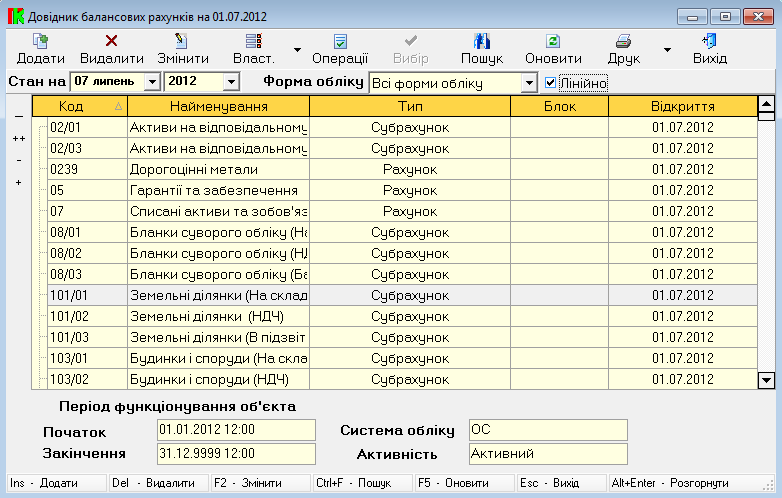 Довідник балансових рахунків на 01.07.2012
Додати Видалити Змінити Власт. Операції Вибір Пошук Оновити Друк Вихід
Стан на 07 липень 2012 Форма обліку Всі форми обліку Лінійно
Код Найменування Тип Блок Відкриття
02/01 Активи на відповідальному Субрахунок 01.07.2012
02/03 Активи на відповідальному Субрахунок 01.07.2012
0239 Дорогоцінні метали Рахунок 01.07.2012
05 Гарантії та забезпечення Рахунок 01.07.2012
07 Списані активи та зобов'яз Рахунок 01.07.2012
08/01 Бланки суворого обліку (На Субрахунок 01.07.2012
08/02 Бланки суворого обліку (НД Субрахунок 01.07.2012
08/03 Бланки суворого обліку (Ба Субрахунок 01.07.2012
101/01 Земельні ділянки (На склад Субрахунок 01.07.2012
101/02 Земельні ділянки (НДЧ) Субрахунок 01.07.2012
101/03 Земельні ділянки (В підзвіт Субрахунок 01.07.2012
103/01 Будинки і споруди (На скла Субрахунок 01.07.2012
103/02 Будинки і споруди (НДЧ) Субрахунок 01.07.2012
Період функціонування об'єкта
Початок 01.01.2012 12:00 Система обліку ОС
Закінчення 31.12.9999 12:00 Активність Активний
Ins - Додати Del - Видалити F2 - Змінити Ctrl+F - Пошук F5 - Оновити Esc - Вихід Alt+Enter - Розгорнути